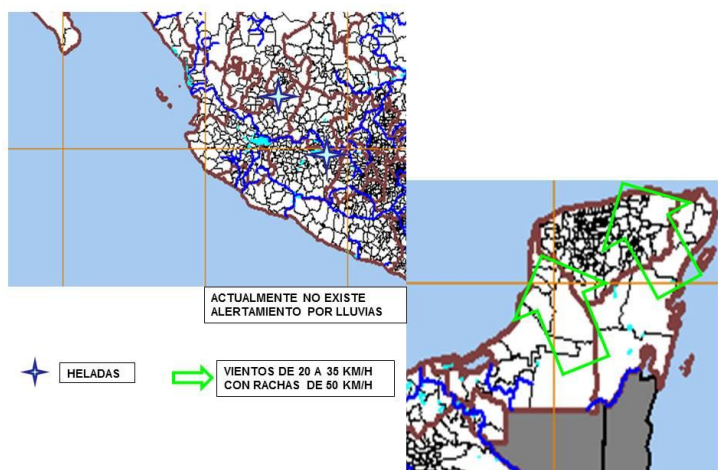 ACTUALMENTE NO EXISTE
ALERTAMIENTO POR LLUVIAS
HELADAS
VIENTOS DE 20 A 35 KM/H
CON RACHAS DE 50 KM/H